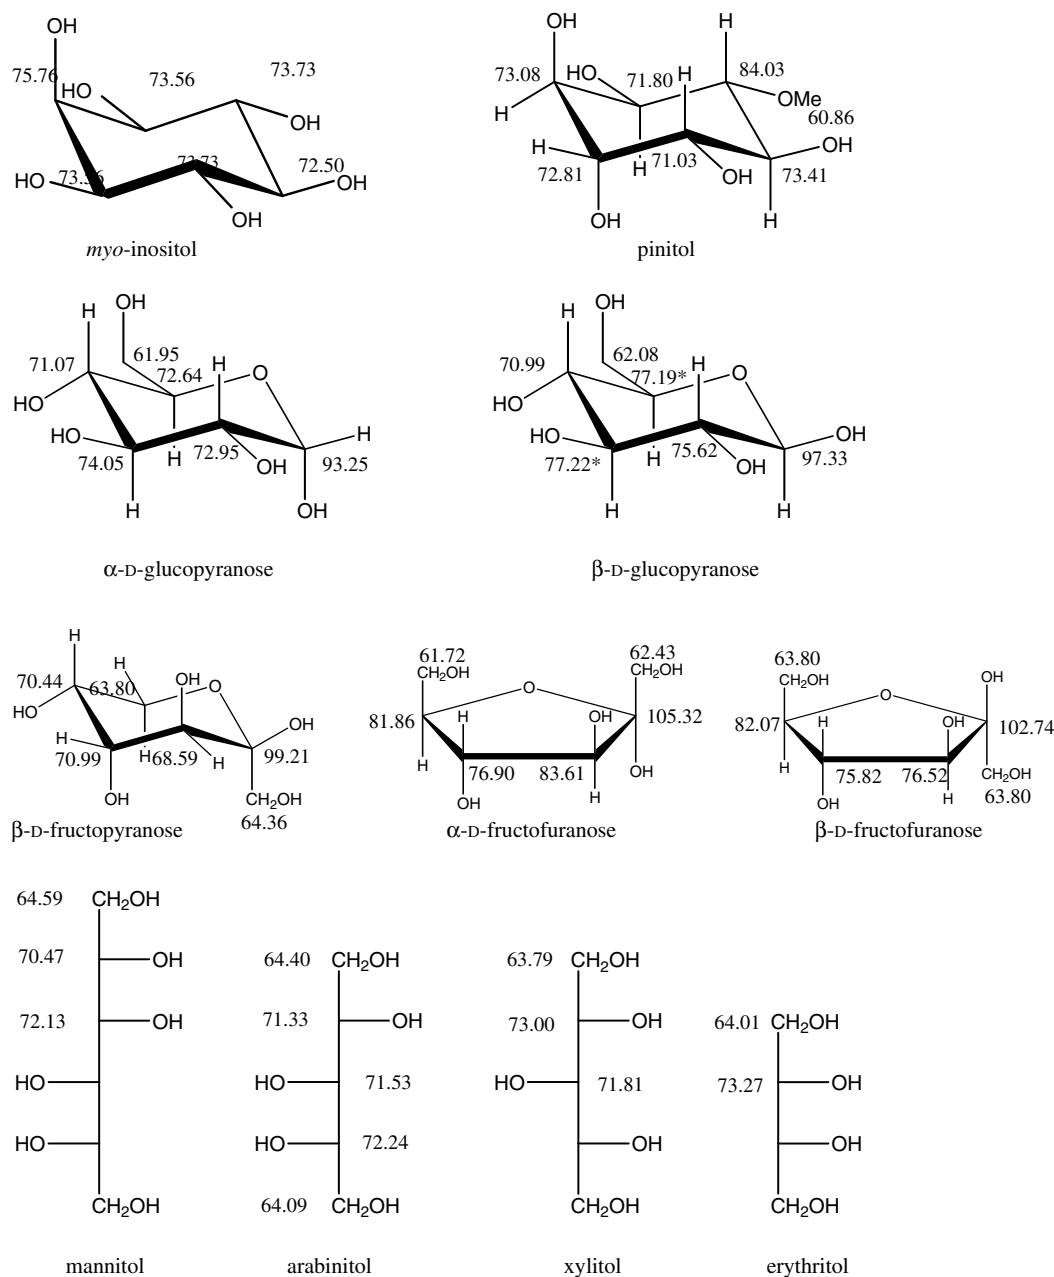 OH
75.76
HO
73.56
73.73
OH
HO
73.56
73.73
72.50
OH
OH
myo-inositol
OH
H
73.08
HO
71.80
H
84.03
H
OMe
60.86
H
OH
72.81
H
71.03
OH
73.41
OH
H
pinitol
H
OH
71.07
61.95
72.64
H
O
HO
HO
74.05
H
72.95
OH
H
93.25
H
OH
α-D-glucopyranose
H
OH
70.99
62.08
77.19*
H
O
HO
HO
77.22*
H
75.62
OH
OH
97.33
H
H
β-D-glucopyranose
H
H
OH
70.44
63.80
O
HO
H
OH
70.99
H
68.59
H
99.21
OH
CH2OH
64.36
β-D-fructopyranose
61.72
CH2OH
O
62.43
CH2OH
81.86
H
OH
105.32
H
76.90
83.61
OH
OH
H
α-D-fructofuranose
63.80
CH2OH
O
OH
82.07
H
OH
102.74
H
75.82
76.52
CH2OH
OH
H
63.80
β-D-fructofuranose
64.59
CH2OH
70.47
OH
72.13
OH
HO
HO
CH2OH
mannitol
64.40
CH2OH
71.33
OH
HO
71.53
HO
72.24
64.09
CH2OH
arabinitol
63.79
CH2OH
73.00
OH
HO
71.81
OH
CH2OH
xylitol
64.01
CH2OH
73.27
OH
OH
CH2OH
erythritol